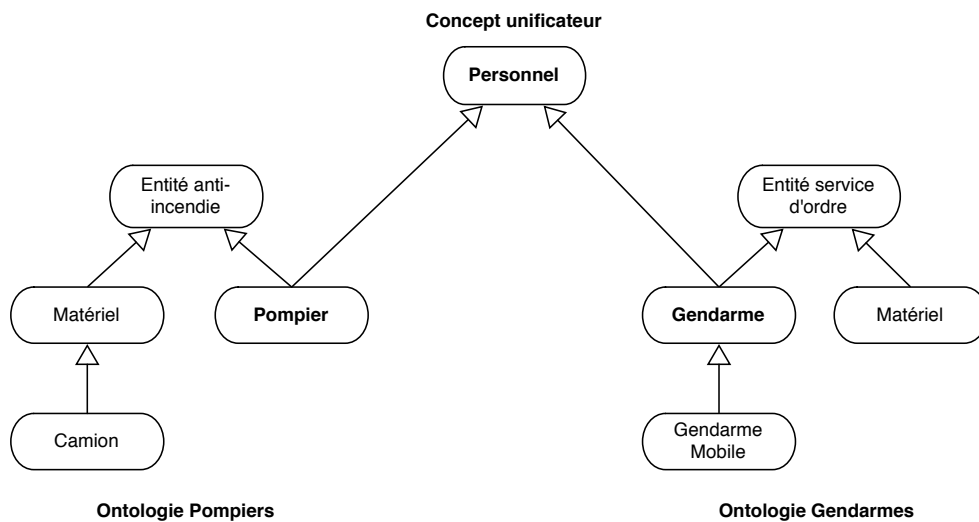 Concept unificateur
Personnel
Entité anti-
incendie
Entité service
d'ordre
Matériel
Pompier
Gendarme
Matériel
Camion
Gendarme
Mobile
Ontologie Pompiers
Ontologie Gendarmes